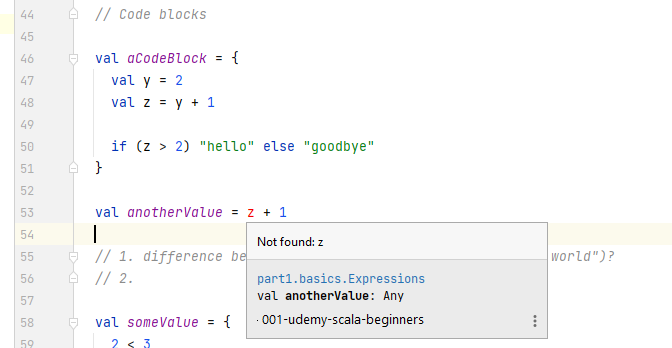 44 // Code blocks
45
46 val aCodeBlock = {
47 val y = 2
48 val z = y + 1
49
50 if (z > 2) "hello" else "goodbye"
51 }
52
53 val anotherValue = z + 1
54
Not found: z
55 // 1. difference be world")?
part1.basics.Expressions
56 // 2.
val anotherValue: Any
57
001-udemy-scala-beginners
58 val someValue = {
59 2 < 3